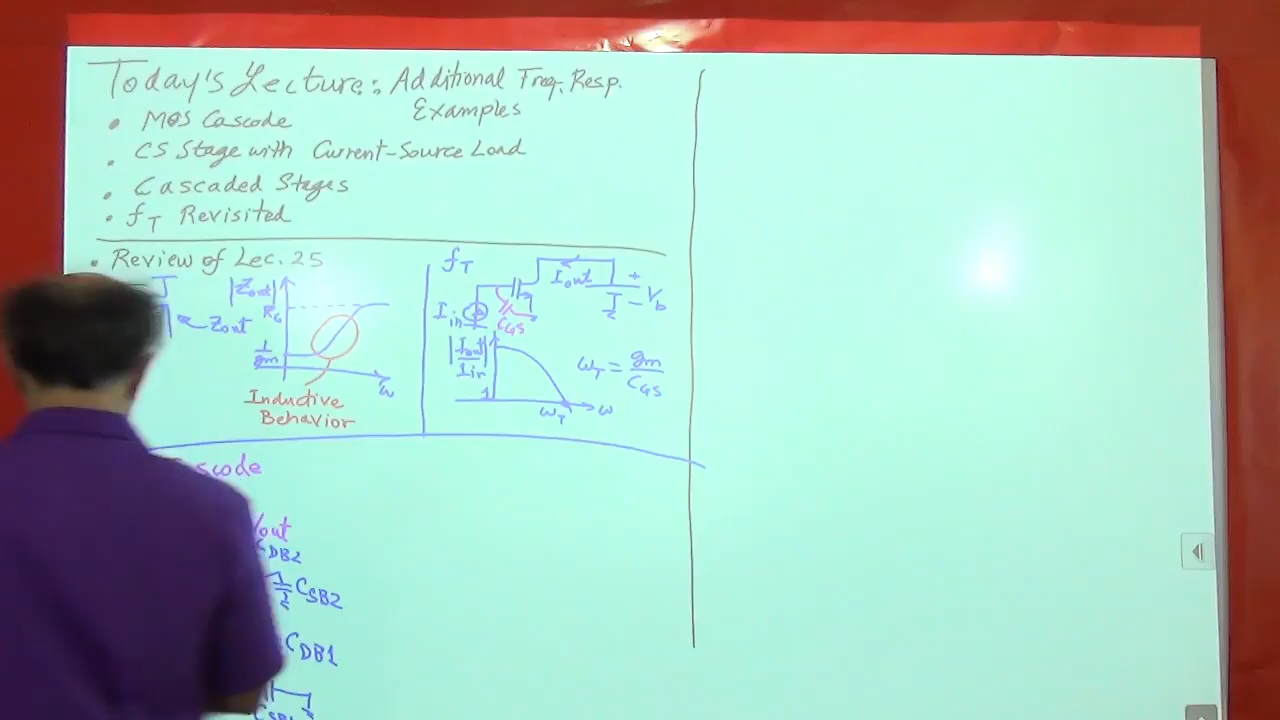 Today's Lecture: Additional Freq. Resp.
Examples
• MOS Cascode
• CS Stage with Current-Source Load
• Cascaded Stages
• fT Revisited
• Review of Lec. 25
|Zout|
RG
Zout
1/gm
ω
Inductive
Behavior
fT
Iout
+
− Vb
Iin
CGS
|Iout/Iin|
1
ωT
ω
ωT = gm/CGS
scode
out
CDB2
CSB2
CDB1
CSB1